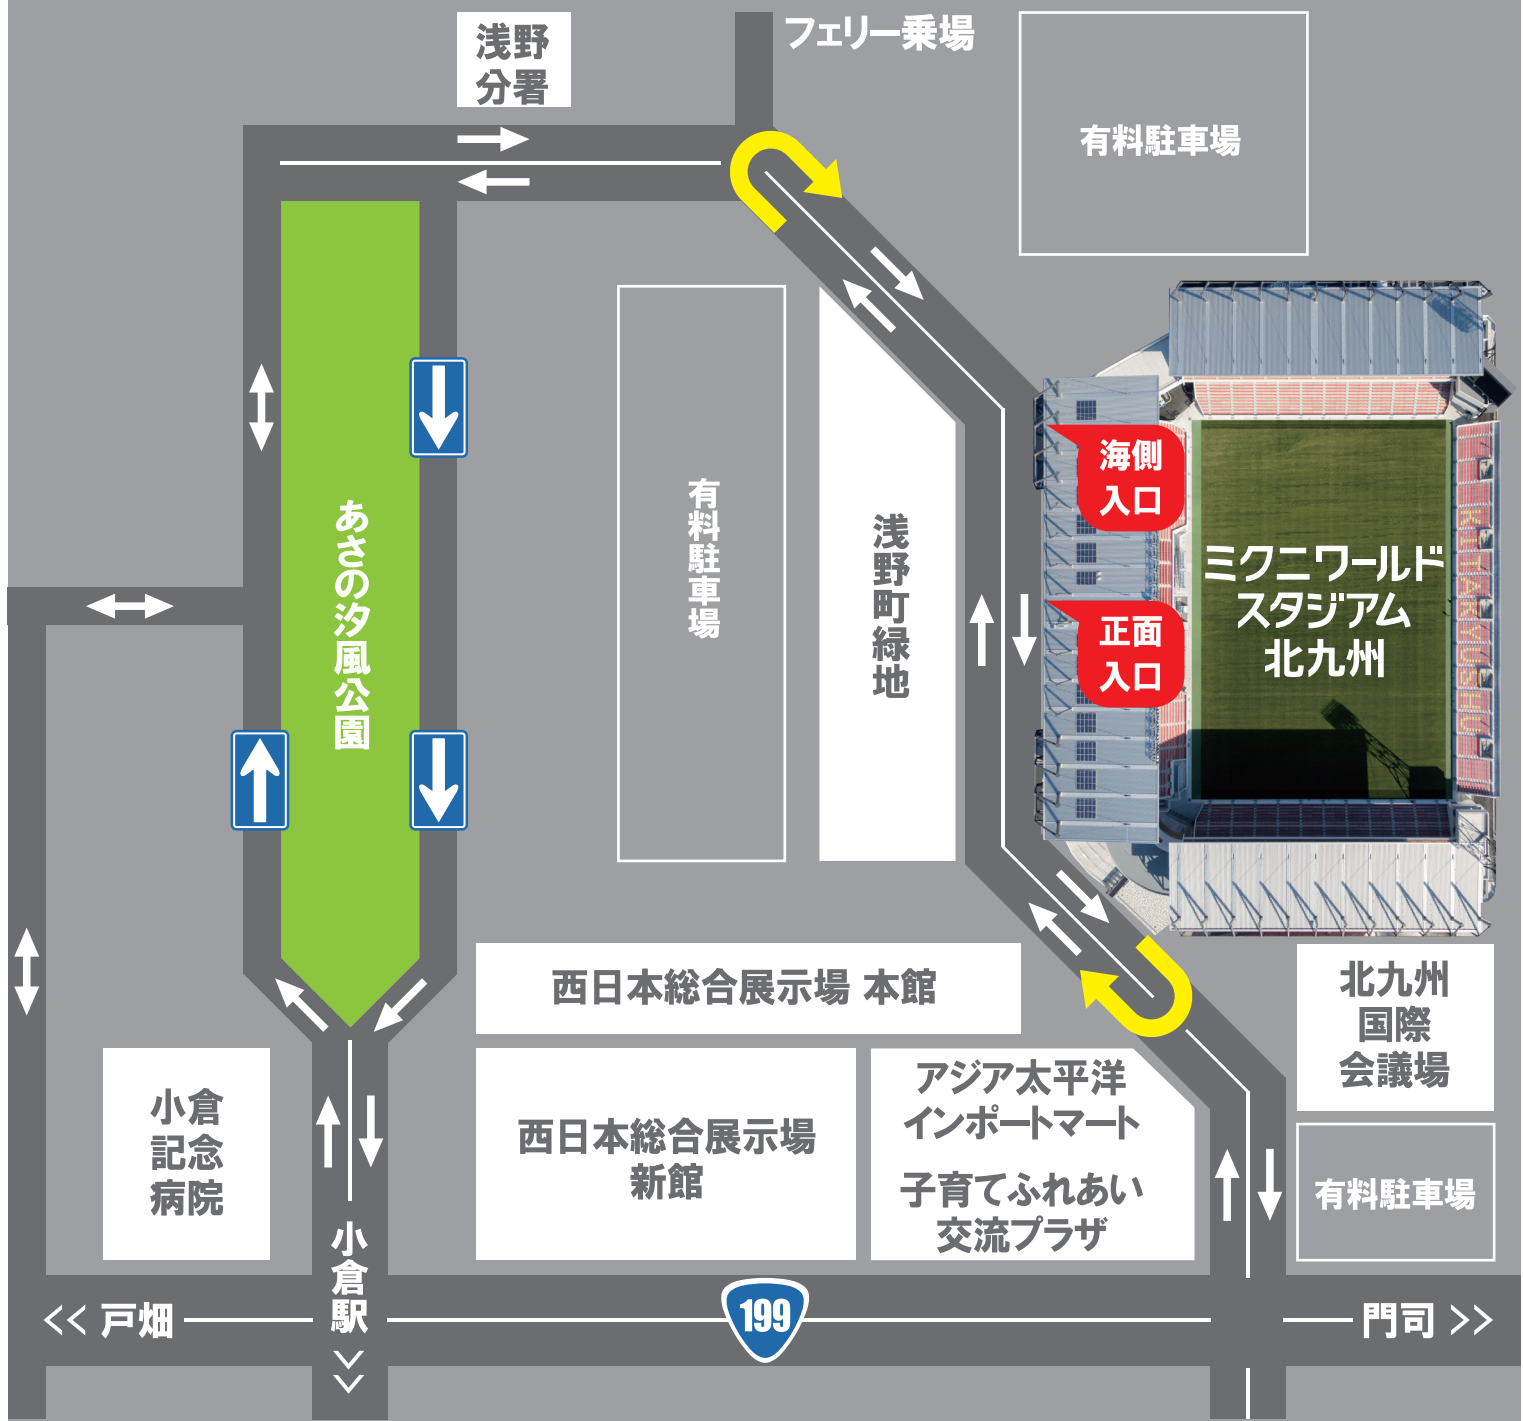 浅野
分署
フェリー乗場
有料駐車場
海側
入口
あさの汐風公園
有料駐車場
浅野町緑地
ミクニワールド
スタジアム
北九州
KITAKYUSHU
正面
入口
西日本総合展示場 本館
北九州
国際
会議場
小倉
記念
病院
西日本総合展示場
新館
アジア太平洋
インポートマート
子育てふれあい
交流プラザ
有料駐車場
小倉駅
戸畑
199
門司